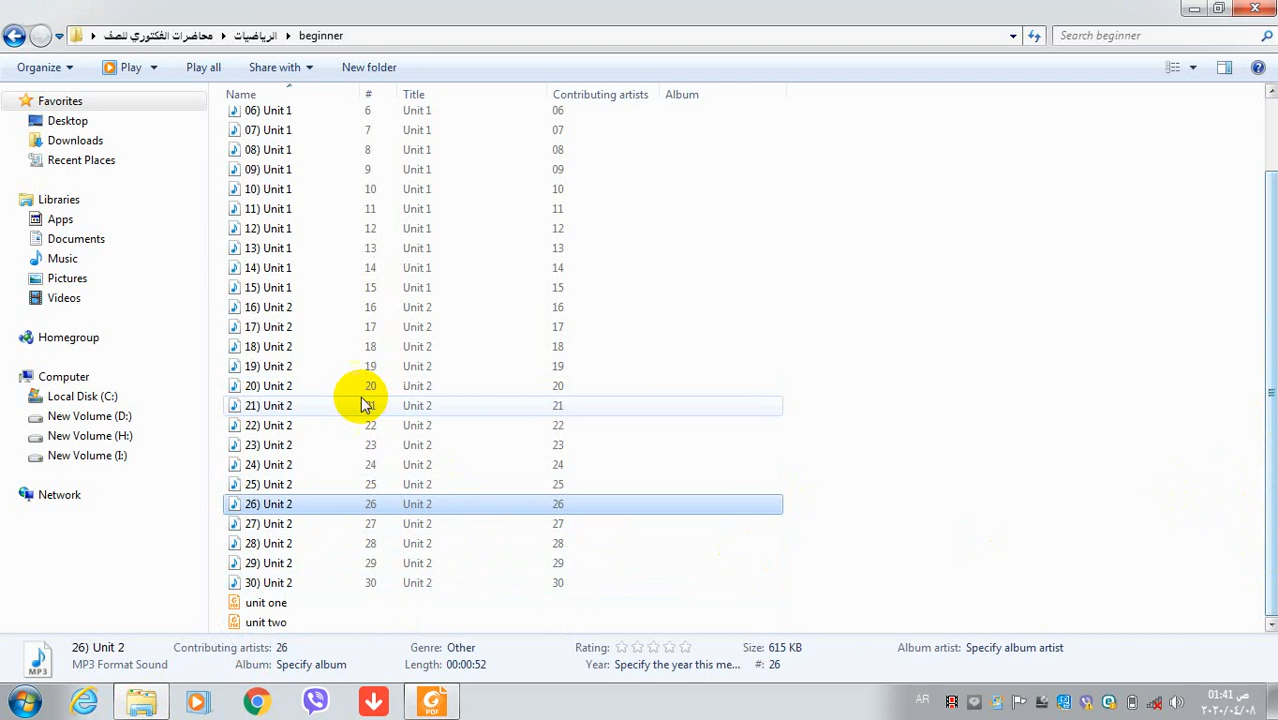 محاضرات الفكتوري للصف
الرياضيات
beginner
Search beginner
Organize
Play
Play all
Share with
New folder
Name
#
Title
Contributing artists
Album
Favorites
Desktop
Downloads
Recent Places
Libraries
Apps
Documents
Music
Pictures
Videos
Homegroup
Computer
Local Disk (C:)
New Volume (D:)
New Volume (H:)
New Volume (I:)
Network
06) Unit 1 6 Unit 1 06
07) Unit 1 7 Unit 1 07
08) Unit 1 8 Unit 1 08
09) Unit 1 9 Unit 1 09
10) Unit 1 10 Unit 1 10
11) Unit 1 11 Unit 1 11
12) Unit 1 12 Unit 1 12
13) Unit 1 13 Unit 1 13
14) Unit 1 14 Unit 1 14
15) Unit 1 15 Unit 1 15
16) Unit 2 16 Unit 2 16
17) Unit 2 17 Unit 2 17
18) Unit 2 18 Unit 2 18
19) Unit 2 19 Unit 2 19
20) Unit 2 20 Unit 2 20
21) Unit 2 21 Unit 2 21
22) Unit 2 22 Unit 2 22
23) Unit 2 23 Unit 2 23
24) Unit 2 24 Unit 2 24
25) Unit 2 25 Unit 2 25
26) Unit 2 26 Unit 2 26
27) Unit 2 27 Unit 2 27
28) Unit 2 28 Unit 2 28
29) Unit 2 29 Unit 2 29
30) Unit 2 30 Unit 2 30
unit one
unit two
26) Unit 2 Contributing artists: 26 Genre: Other Rating: Size: 615 KB Album artist: Specify album artist
MP3 Format Sound Album: Specify album Length: 00:00:52 Year: Specify the year this me... #: 26
PDF
AR
01:41 ص
٢٠٢٠/٠٤/٠٨